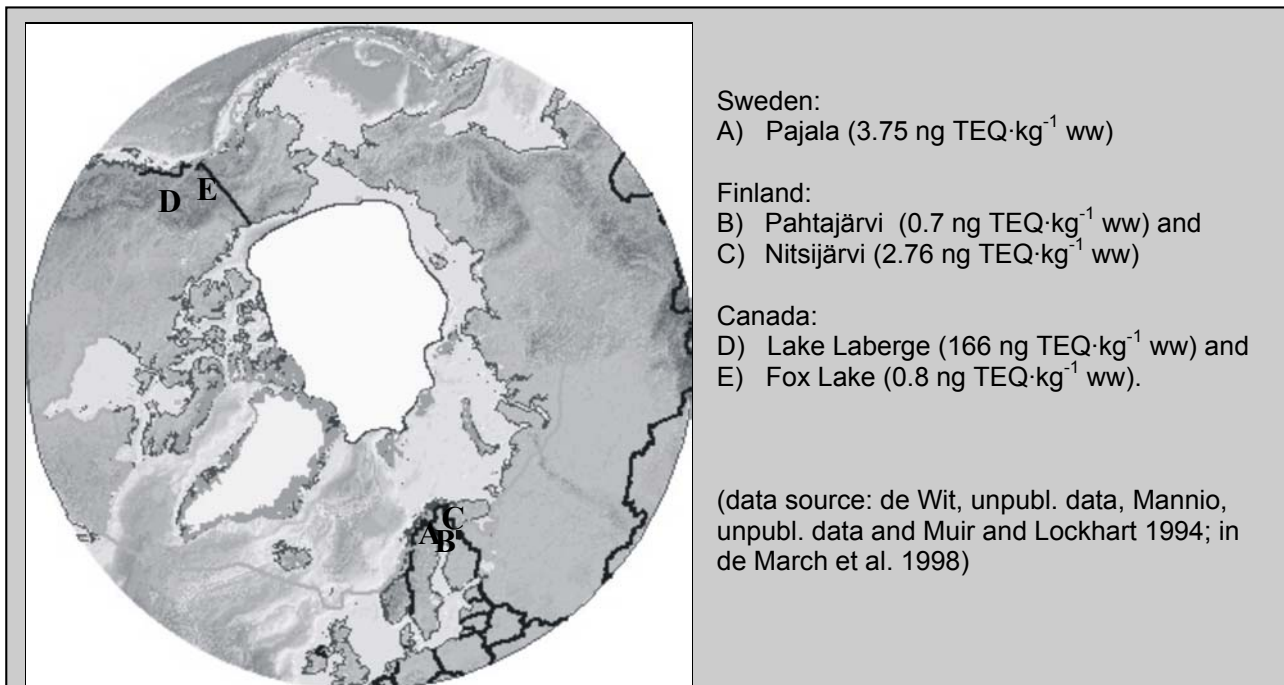 Sweden:
A) Pajala (3.75 ng TEQ·kg⁻¹ ww)
Finland:
B) Pahtajärvi (0.7 ng TEQ·kg⁻¹ ww) and
C) Nitsijärvi (2.76 ng TEQ·kg⁻¹ ww)
Canada:
D) Lake Laberge (166 ng TEQ·kg⁻¹ ww) and
E) Fox Lake (0.8 ng TEQ·kg⁻¹ ww).
(data source: de Wit, unpubl. data, Mannio,
unpubl. data and Muir and Lockhart 1994; in
de March et al. 1998)
D E
C
A B